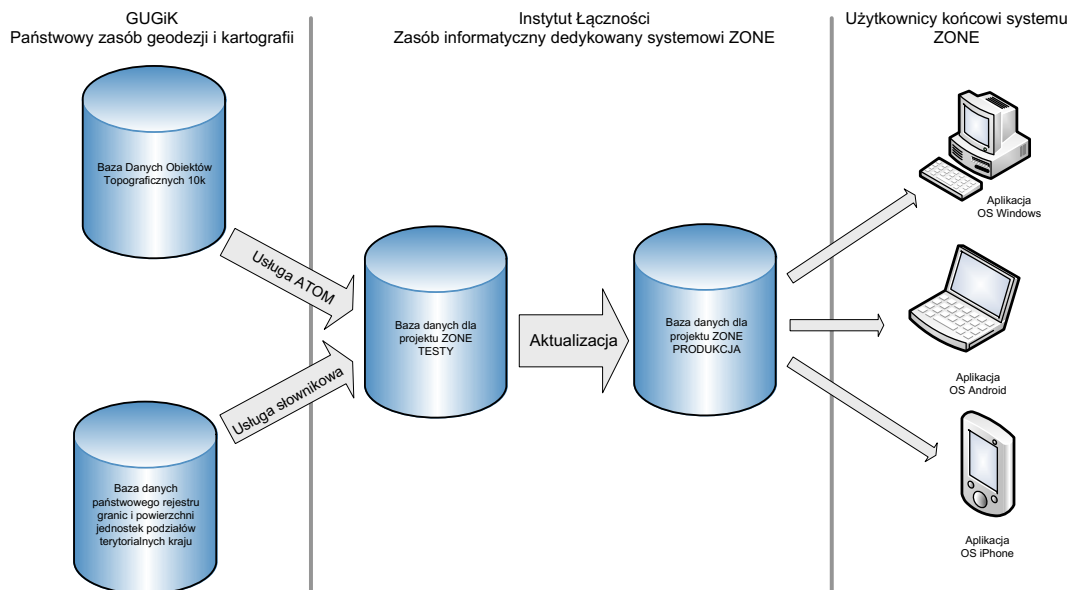 GUGiK
Państwowy zasób geodezji i kartografii
Instytut Łączności
Zasób informatyczny dedykowany systemowi ZONE
Użytkownicy końcowi systemu
ZONE
Baza Danych Obiektów
Topograficznych 10k
Usługa ATOM
Usługa słownikowa
Baza danych
państwowego rejestru
granic i powierzchni
jednostek podziałów
terytorialnych kraju
Baza danych dla
projektu ZONE
TESTY
Aktualizacja
Baza danych dla
projektu ZONE
PRODUKCJA
Aplikacja
OS Windows
Aplikacja
OS Android
Aplikacja
OS iPhone